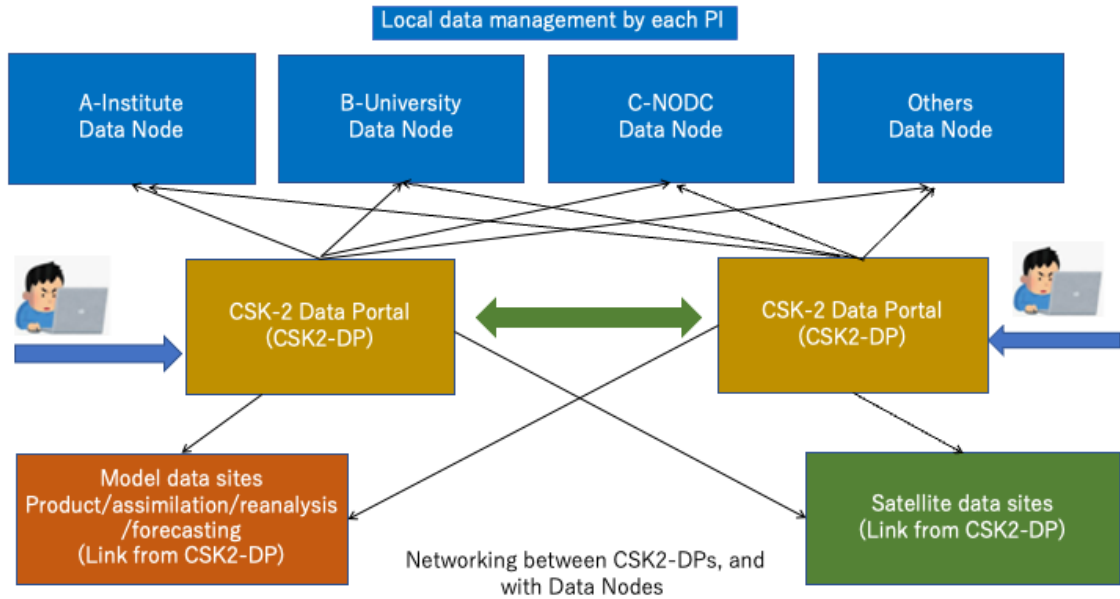 Local data management by each PI
A-Institute
Data Node
B-University
Data Node
C-NODC
Data Node
Others
Data Node
CSK-2 Data Portal
(CSK2-DP)
CSK-2 Data Portal
(CSK2-DP)
Model data sites
Product/assimilation/reanalysis
/forecasting
(Link from CSK2-DP)
Satellite data sites
(Link from CSK2-DP)
Networking between CSK2-DPs, and
with Data Nodes